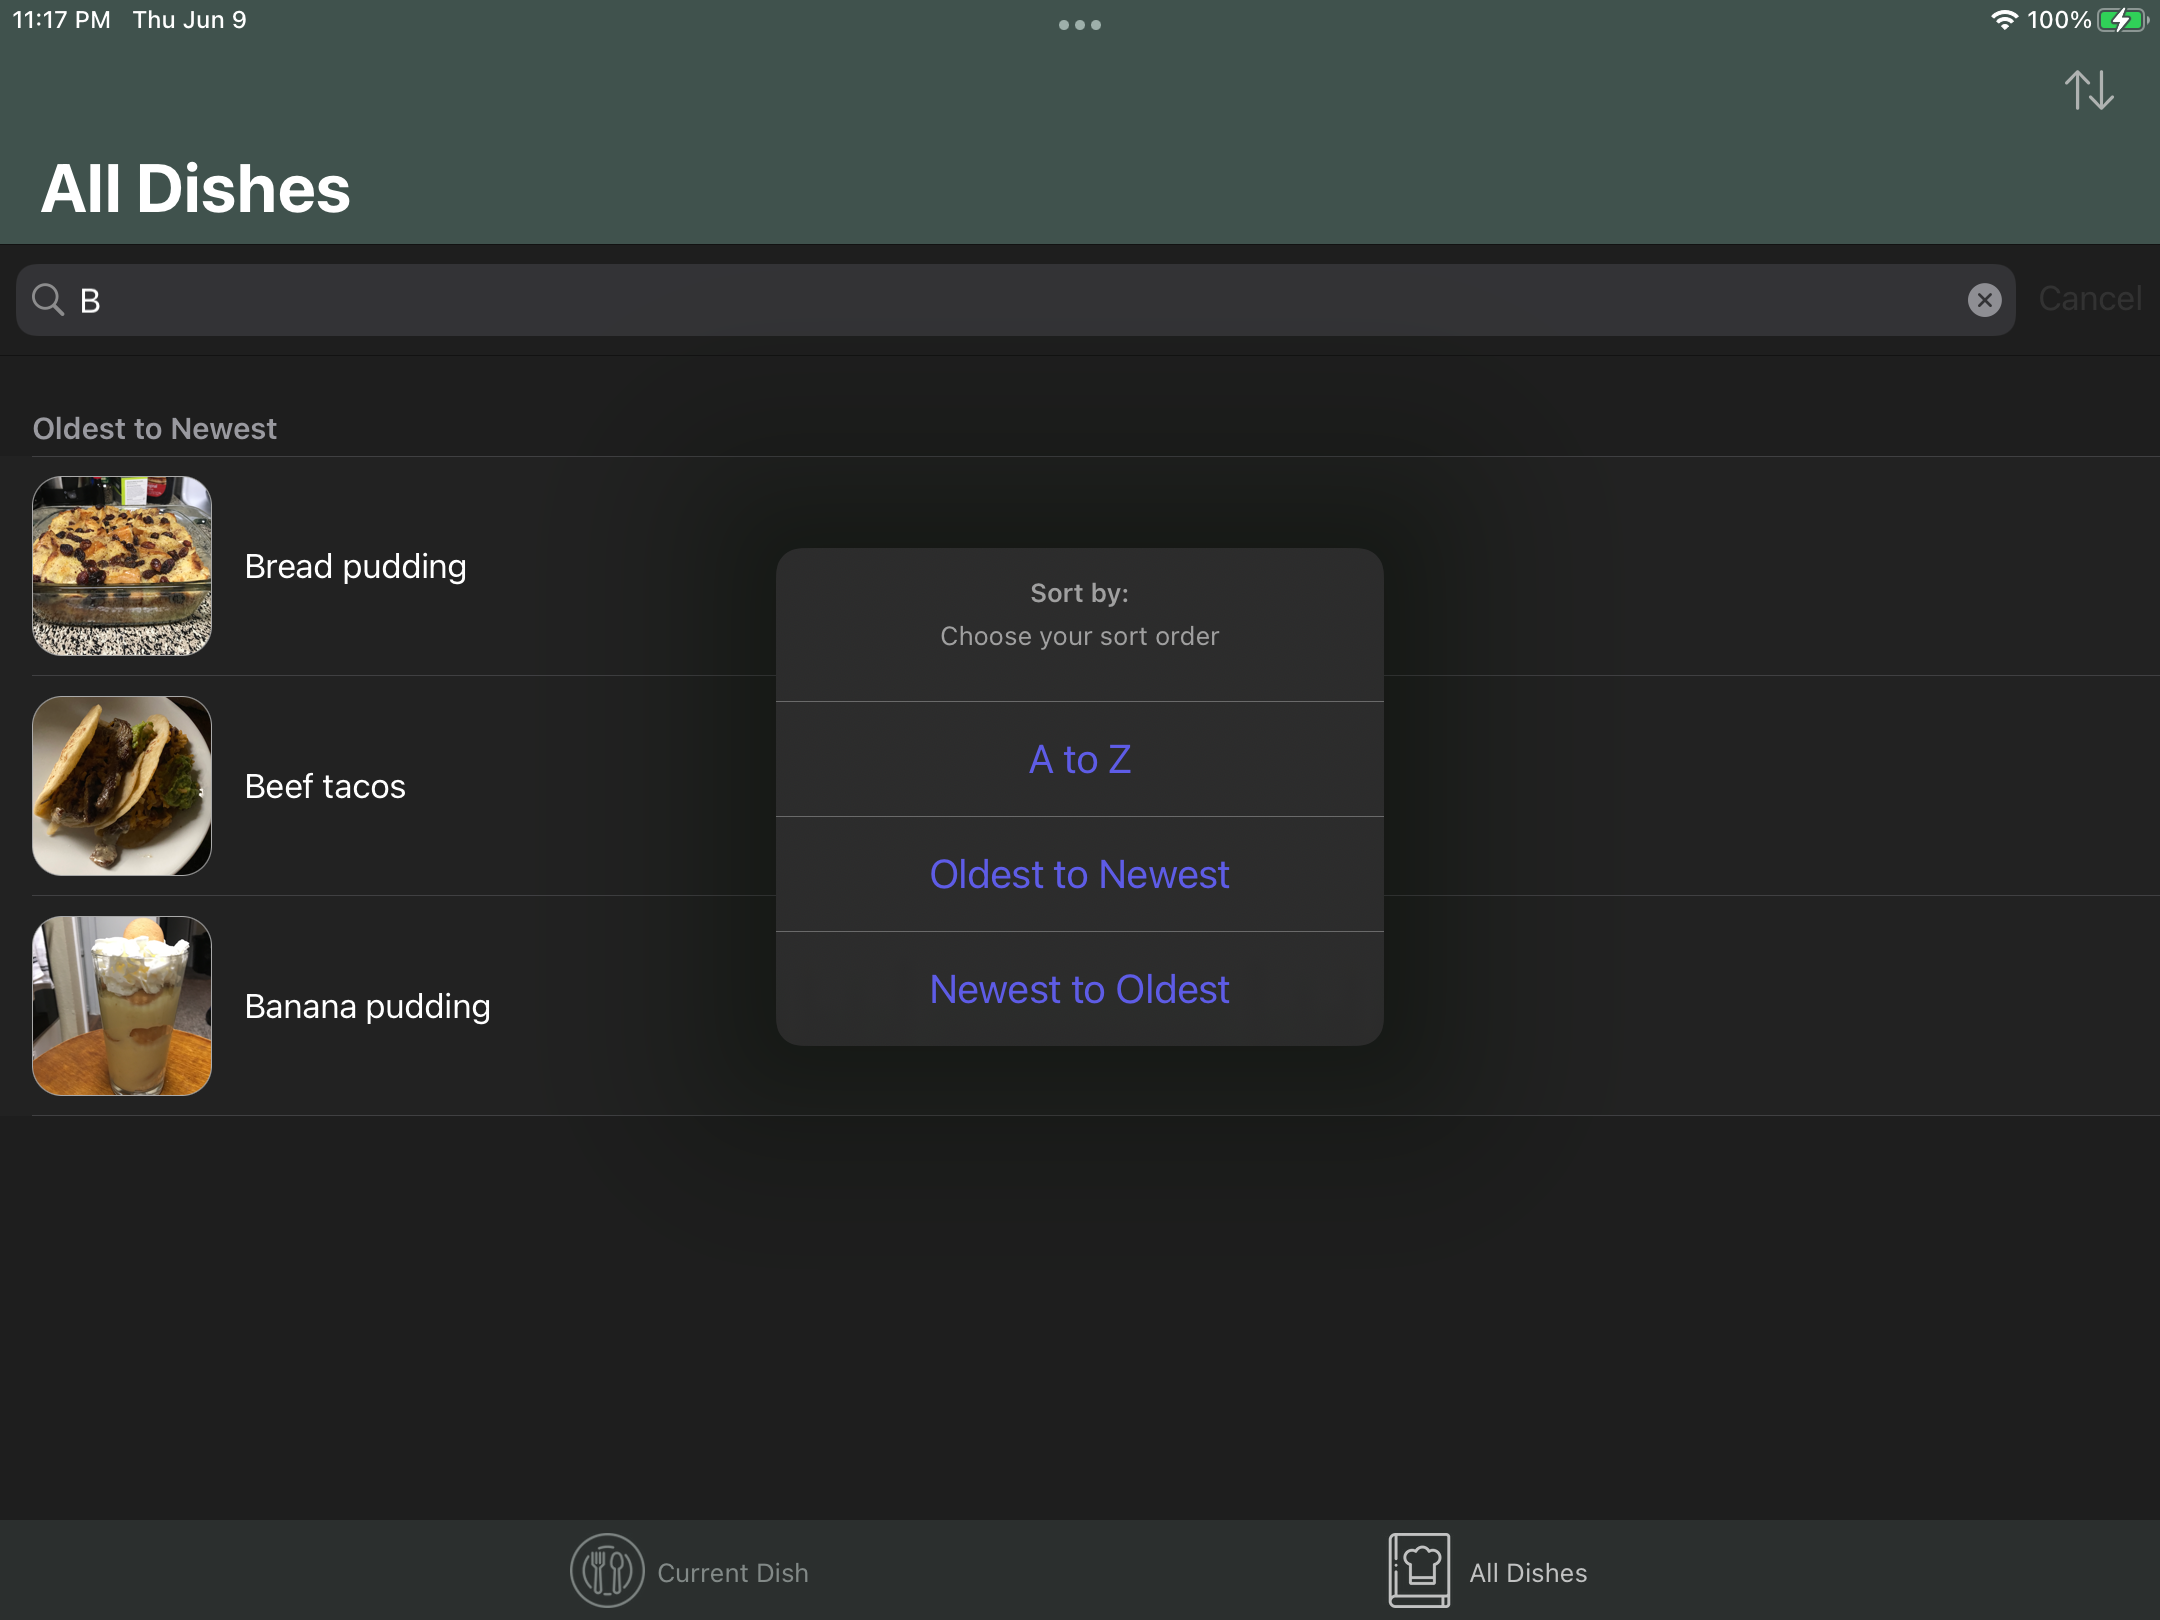 11:17 PM Thu Jun 9
100%
All Dishes
B
Cancel
Oldest to Newest
Bread pudding
Beef tacos
Banana pudding
Sort by:
Choose your sort order
A to Z
Oldest to Newest
Newest to Oldest
Current Dish
All Dishes